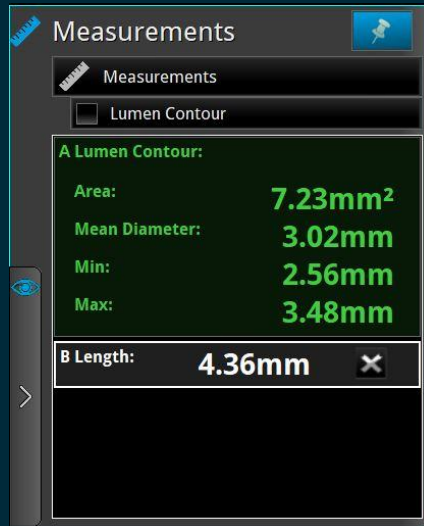 Measurements
Measurements
Lumen Contour
A Lumen Contour:
Area: 7.23mm²
Mean Diameter: 3.02mm
Min: 2.56mm
Max: 3.48mm
B Length: 4.36mm